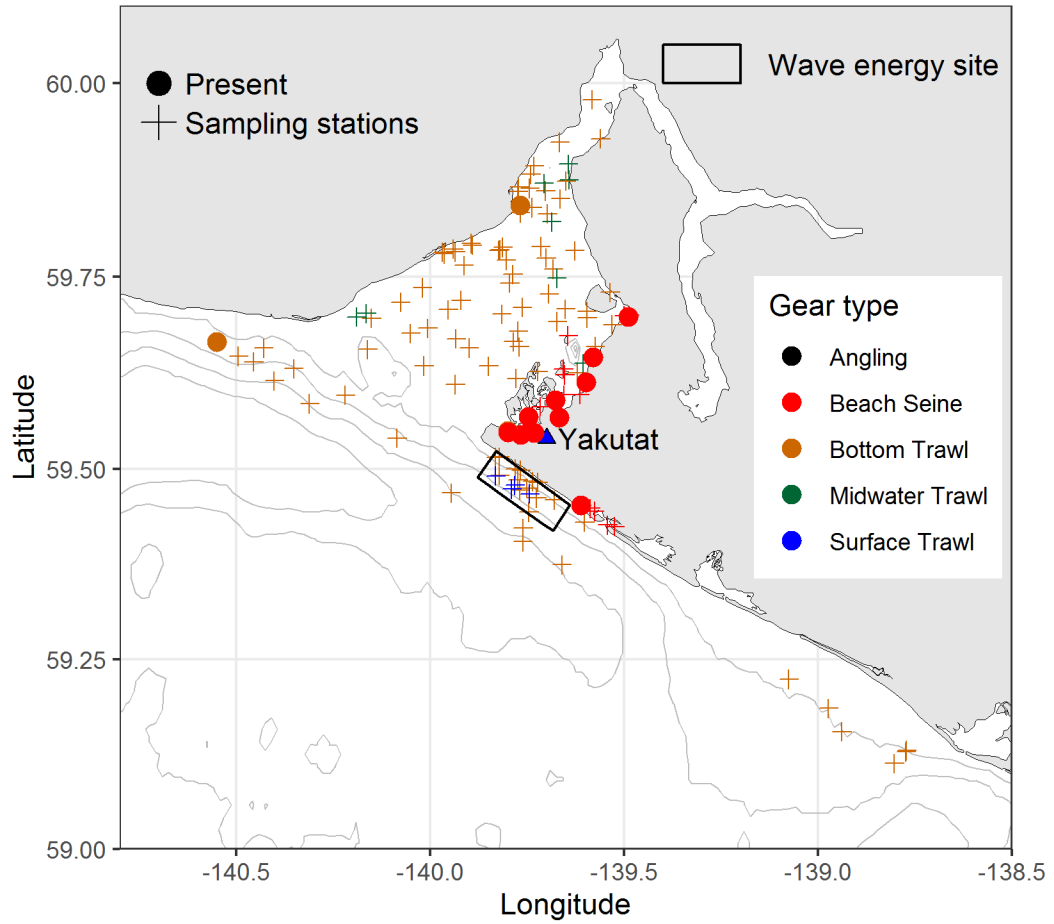 Present
Sampling stations
Wave energy site
Yakutat
Gear type
Angling
Beach Seine
Bottom Trawl
Midwater Trawl
Surface Trawl
Latitude
60.00
59.75
59.50
59.25
59.00
-140.5
-140.0
-139.5
-139.0
-138.5
Longitude